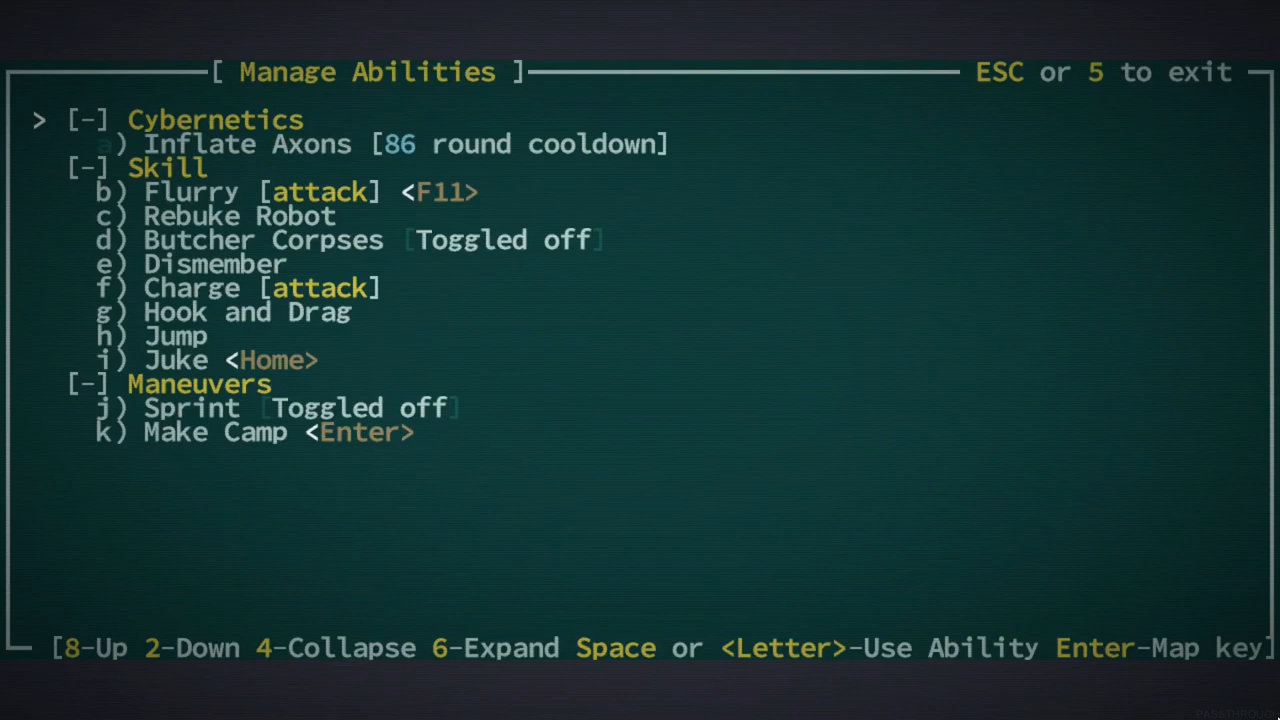 [ Manage Abilities ] ESC or 5 to exit
> [-] Cybernetics
a) Inflate Axons [86 round cooldown]
[-] Skill
b) Flurry [attack] <F11>
c) Rebuke Robot
d) Butcher Corpses [Toggled off]
e) Dismember
f) Charge [attack]
g) Hook and Drag
h) Jump
i) Juke <Home>
[-] Maneuvers
j) Sprint [Toggled off]
k) Make Camp <Enter>
[8-Up 2-Down 4-Collapse 6-Expand Space or <Letter>-Use Ability Enter-Map key]